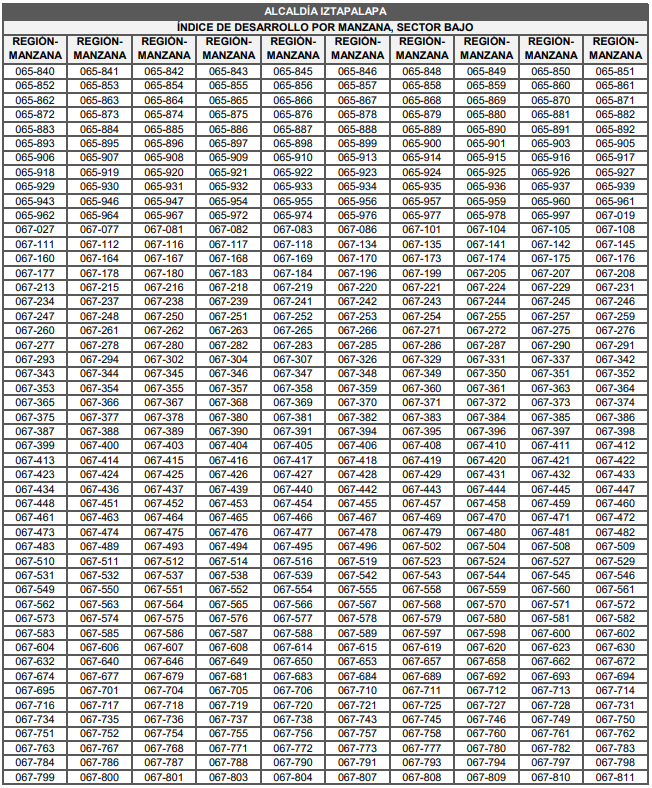 ALCALDÍA IZTAPALAPA
ÍNDICE DE DESARROLLO POR MANZANA, SECTOR BAJO
REGIÓN- REGIÓN- REGIÓN- REGIÓN- REGIÓN- REGIÓN- REGIÓN- REGIÓN- REGIÓN- REGIÓN-
MANZANA MANZANA MANZANA MANZANA MANZANA MANZANA MANZANA MANZANA MANZANA MANZANA
065-840 065-841 065-842 065-843 065-845 065-846 065-848 065-849 065-850 065-851
065-852 065-853 065-854 065-855 065-856 065-857 065-858 065-859 065-860 065-861
065-862 065-863 065-864 065-865 065-866 065-867 065-868 065-869 065-870 065-871
065-872 065-873 065-874 065-875 065-876 065-878 065-879 065-880 065-881 065-882
065-883 065-884 065-885 065-886 065-887 065-888 065-889 065-890 065-891 065-892
065-893 065-895 065-896 065-897 065-898 065-899 065-900 065-901 065-903 065-905
065-906 065-907 065-908 065-909 065-910 065-913 065-914 065-915 065-916 065-917
065-918 065-919 065-920 065-921 065-922 065-923 065-924 065-925 065-926 065-927
065-929 065-930 065-931 065-932 065-933 065-934 065-935 065-936 065-937 065-939
065-943 065-946 065-947 065-954 065-955 065-956 065-957 065-959 065-960 065-961
065-962 065-964 065-967 065-972 065-974 065-976 065-977 065-978 065-997 067-019
067-027 067-077 067-081 067-082 067-083 067-086 067-101 067-104 067-105 067-108
067-111 067-112 067-116 067-117 067-118 067-134 067-135 067-141 067-142 067-145
067-160 067-164 067-167 067-168 067-169 067-170 067-173 067-174 067-175 067-176
067-177 067-178 067-180 067-183 067-184 067-196 067-199 067-205 067-207 067-208
067-213 067-215 067-216 067-218 067-219 067-220 067-221 067-224 067-229 067-231
067-234 067-237 067-238 067-239 067-241 067-242 067-243 067-244 067-245 067-246
067-247 067-248 067-250 067-251 067-252 067-253 067-254 067-255 067-257 067-259
067-260 067-261 067-262 067-263 067-265 067-266 067-271 067-272 067-275 067-276
067-277 067-278 067-280 067-282 067-283 067-285 067-286 067-287 067-290 067-291
067-293 067-294 067-302 067-304 067-307 067-326 067-329 067-331 067-337 067-342
067-343 067-344 067-345 067-346 067-347 067-348 067-349 067-350 067-351 067-352
067-353 067-354 067-355 067-357 067-358 067-359 067-360 067-361 067-363 067-364
067-365 067-366 067-367 067-368 067-369 067-370 067-371 067-372 067-373 067-374
067-375 067-377 067-378 067-380 067-381 067-382 067-383 067-384 067-385 067-386
067-387 067-388 067-389 067-390 067-391 067-394 067-395 067-396 067-397 067-398
067-399 067-400 067-403 067-404 067-405 067-406 067-408 067-410 067-411 067-412
067-413 067-414 067-415 067-416 067-417 067-418 067-419 067-420 067-421 067-422
067-423 067-424 067-425 067-426 067-427 067-428 067-429 067-431 067-432 067-433
067-434 067-436 067-437 067-439 067-440 067-442 067-443 067-444 067-445 067-447
067-448 067-451 067-452 067-453 067-454 067-455 067-457 067-458 067-459 067-460
067-461 067-463 067-464 067-465 067-466 067-467 067-469 067-470 067-471 067-472
067-473 067-474 067-475 067-476 067-477 067-478 067-479 067-480 067-481 067-482
067-483 067-489 067-493 067-494 067-495 067-496 067-502 067-504 067-508 067-509
067-510 067-511 067-512 067-514 067-516 067-519 067-523 067-524 067-527 067-529
067-531 067-532 067-537 067-538 067-539 067-542 067-543 067-544 067-545 067-546
067-549 067-550 067-551 067-552 067-554 067-555 067-558 067-559 067-560 067-561
067-562 067-563 067-564 067-565 067-566 067-567 067-568 067-570 067-571 067-572
067-573 067-574 067-575 067-576 067-577 067-578 067-579 067-580 067-581 067-582
067-583 067-585 067-586 067-587 067-588 067-589 067-597 067-598 067-600 067-602
067-604 067-606 067-607 067-608 067-614 067-615 067-619 067-620 067-623 067-630
067-632 067-640 067-646 067-649 067-650 067-653 067-657 067-658 067-662 067-672
067-674 067-677 067-679 067-681 067-683 067-684 067-689 067-692 067-693 067-694
067-695 067-701 067-704 067-705 067-706 067-710 067-711 067-712 067-713 067-714
067-716 067-717 067-718 067-719 067-720 067-721 067-725 067-727 067-728 067-731
067-734 067-735 067-736 067-737 067-738 067-743 067-745 067-746 067-749 067-750
067-751 067-752 067-754 067-755 067-756 067-757 067-758 067-760 067-761 067-762
067-763 067-767 067-768 067-771 067-772 067-773 067-777 067-780 067-782 067-783
067-784 067-786 067-787 067-788 067-790 067-791 067-793 067-794 067-797 067-798
067-799 067-800 067-801 067-803 067-804 067-807 067-808 067-809 067-810 067-811